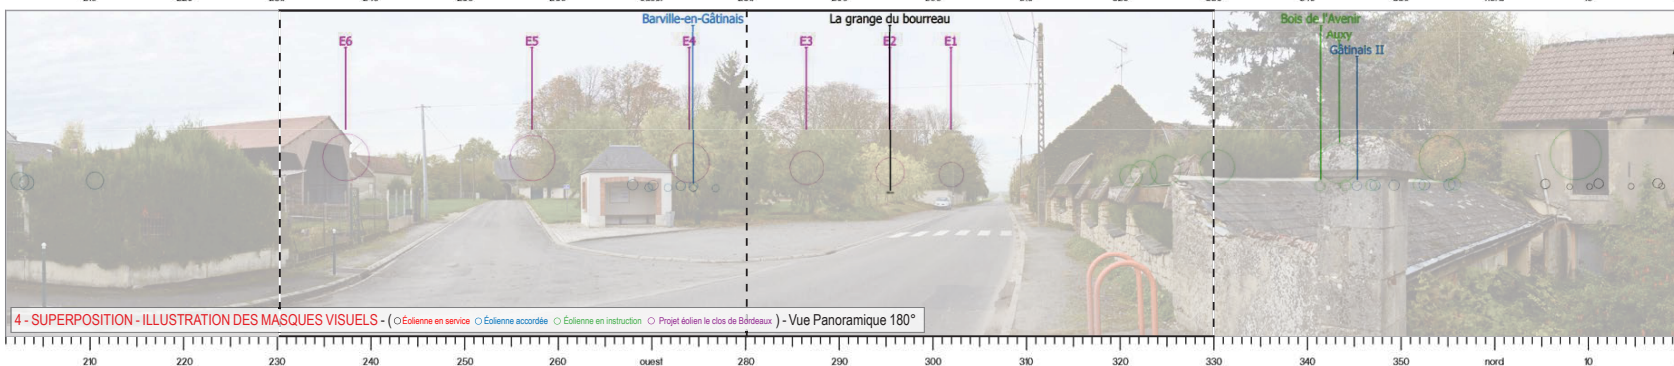 Barville-en-Gâtinais La grange du bourreau Bois de l'Avenir
Auxy
E6 E5 E4 E3 E2 E1
Gâtinais II
4 - SUPERPOSITION - ILLUSTRATION DES MASQUES VISUELS - ( Éolienne en service Éolienne accordée Éolienne en instruction Projet éolien le clos de Bordeaux ) - Vue Panoramique 180°
210 220 230 240 250 260 ouest 280 290 300 310 320 330 340 350 nord 10